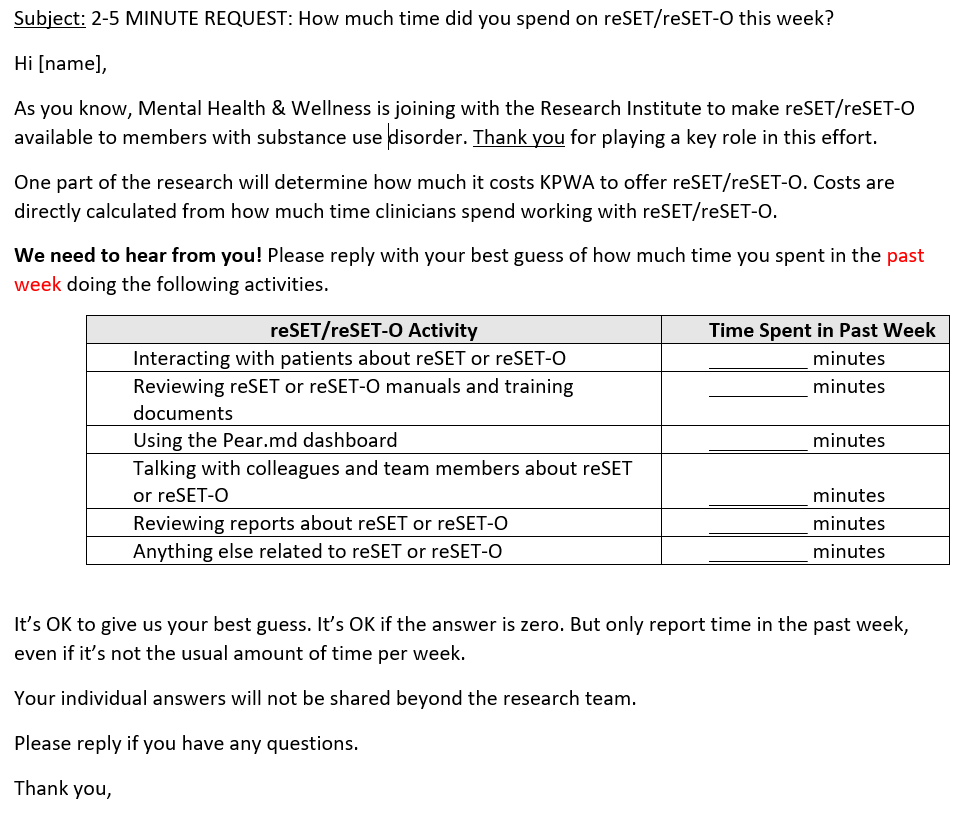 Subject: 2-5 MINUTE REQUEST: How much time did you spend on reSET/reSET-O this week?
Hi [name],
As you know, Mental Health & Wellness is joining with the Research Institute to make reSET/reSET-O
available to members with substance use disorder. Thank you for playing a key role in this effort.
One part of the research will determine how much it costs KPWA to offer reSET/reSET-O. Costs are
directly calculated from how much time clinicians spend working with reSET/reSET-O.
We need to hear from you! Please reply with your best guess of how much time you spent in the past
week doing the following activities.
reSET/reSET-O Activity Time Spent in Past Week
Interacting with patients about reSET or reSET-O _________ minutes
Reviewing reSET or reSET-O manuals and training _________ minutes
documents
Using the Pear.md dashboard _________ minutes
Talking with colleagues and team members about reSET
or reSET-O _________ minutes
Reviewing reports about reSET or reSET-O _________ minutes
Anything else related to reSET or reSET-O _________ minutes
It’s OK to give us your best guess. It’s OK if the answer is zero. But only report time in the past week,
even if it’s not the usual amount of time per week.
Your individual answers will not be shared beyond the research team.
Please reply if you have any questions.
Thank you,